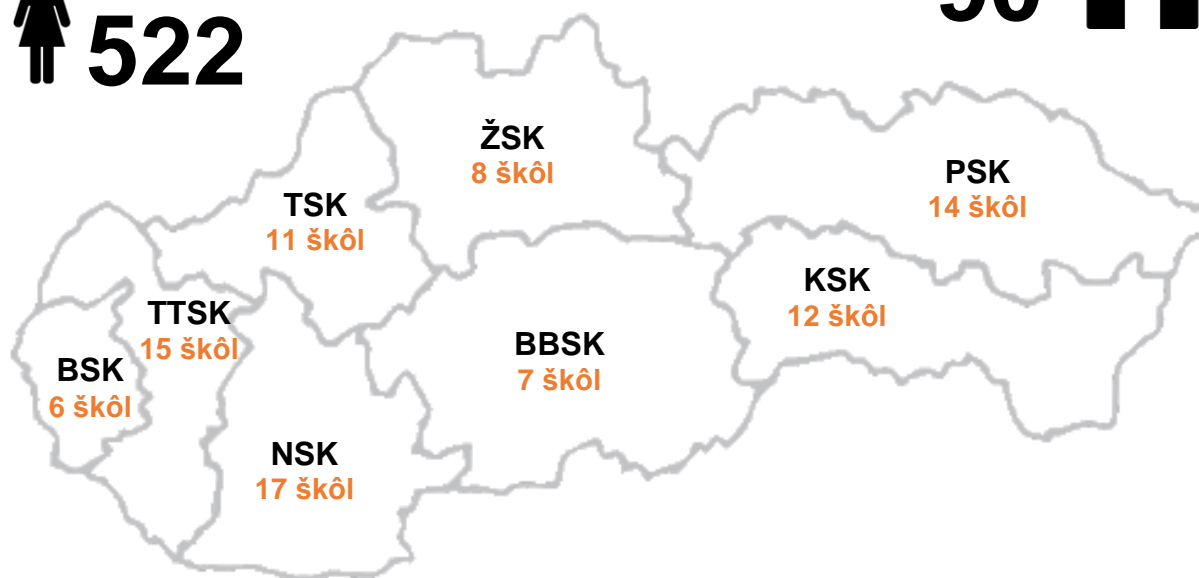 522
90
ŽSK
8 škôl
PSK
14 škôl
TSK
11 škôl
KSK
12 škôl
TTSK
15 škôl
BBSK
7 škôl
BSK
6 škôl
NSK
17 škôl